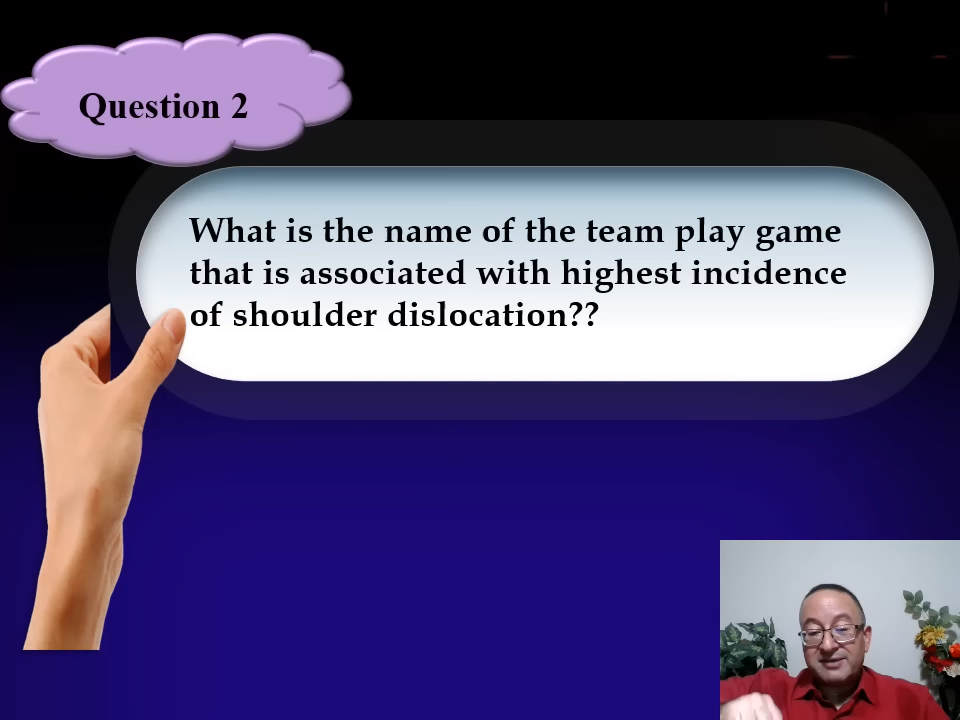 Question 2
What is the name of the team play game
that is associated with highest incidence
of shoulder dislocation??